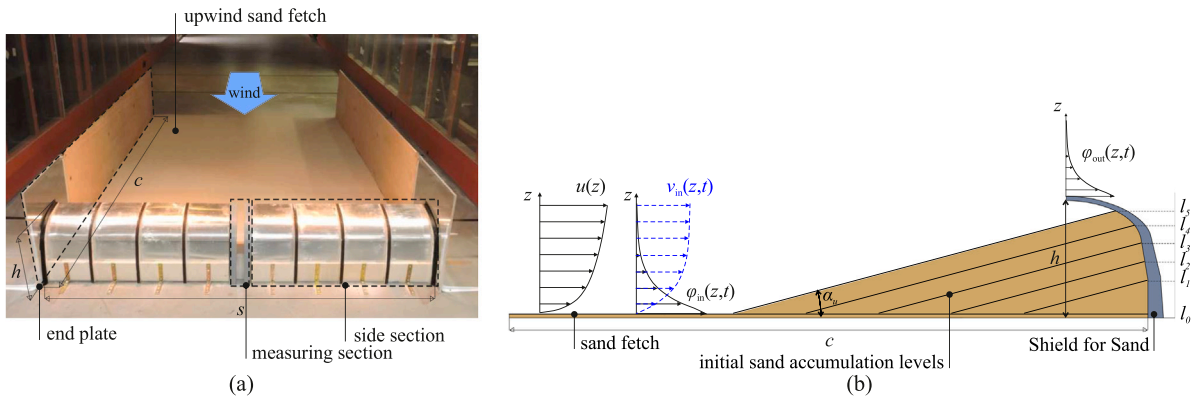 upwind sand fetch
wind
c
h
s
end plate
side section
measuring section
(a)
z
u(z)
z
v_in(z,t)
φ_in(z,t)
z
φ_out(z,t)
α_u
h
l_5
l_4
l_3
l_2
l_1
l_0
c
sand fetch
initial sand accumulation levels
Shield for Sand
(b)